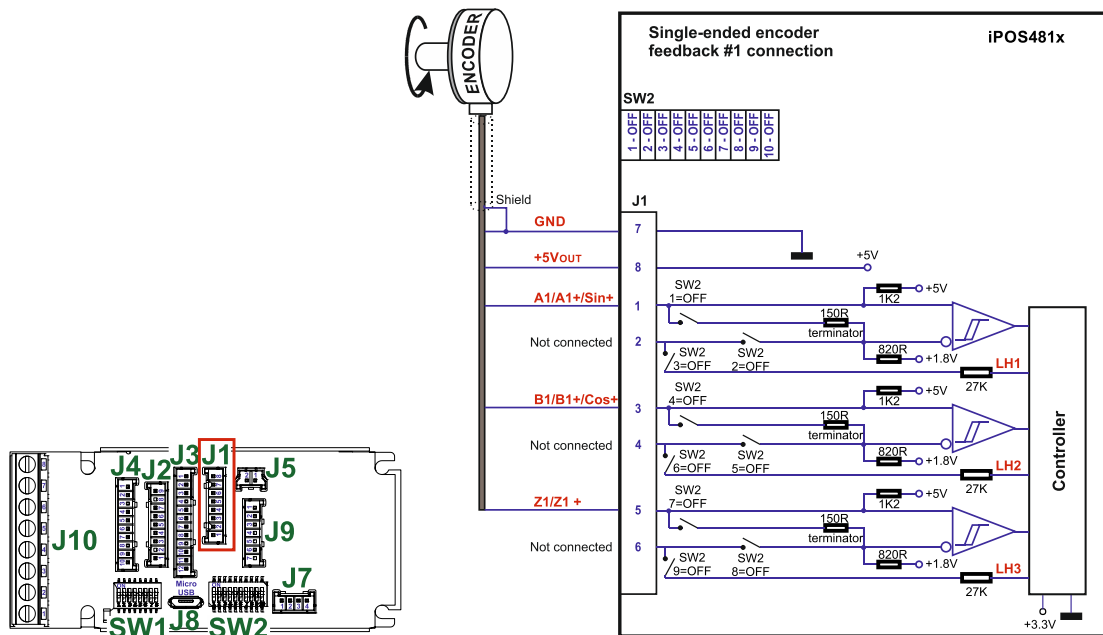 Single-ended encoder
feedback #1 connection
iPOS481x
ENCODER
SW2
1 - OFF
2 - OFF
3 - OFF
4 - OFF
5 - OFF
6 - OFF
7 - OFF
8 - OFF
9 - OFF
10 - OFF
Shield
J1
GND
7
+5VOUT
8
+5V
A1/A1+/Sin+
1
SW2
1=OFF
1K2
+5V
150R
terminator
Not connected
2
SW2
3=OFF
SW2
2=OFF
820R
+1.8V
LH1
27K
B1/B1+/Cos+
3
SW2
4=OFF
1K2
+5V
150R
terminator
Not connected
4
SW2
6=OFF
SW2
5=OFF
820R
+1.8V
LH2
27K
Z1/Z1 +
5
SW2
7=OFF
1K2
+5V
150R
terminator
Not connected
6
SW2
9=OFF
SW2
8=OFF
820R
+1.8V
LH3
27K
Controller
+3.3V
J4
J2
J3
J1
J5
J10
J9
Micro
USB
J7
1 2 3 4
ON
ON
SW1
J8
SW2